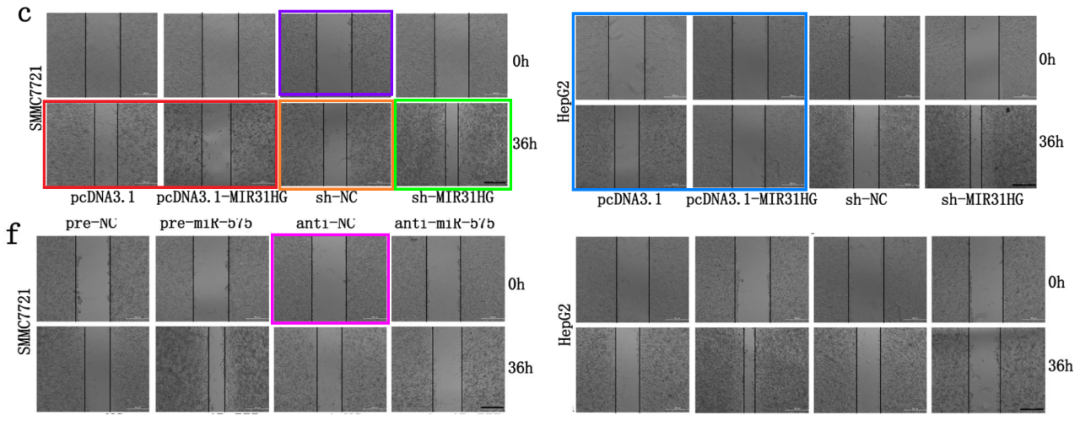 c
SMMC7721
0h
36h
pcDNA3.1 pcDNA3.1-MIR31HG sh-NC sh-MIR31HG
HepG2
0h
36h
pcDNA3.1 pcDNA3.1-MIR31HG sh-NC sh-MIR31HG
f
pre-NC pre-miR-575 anti-NC anti-miR-575
SMMC7721
0h
36h
HepG2
0h
36h